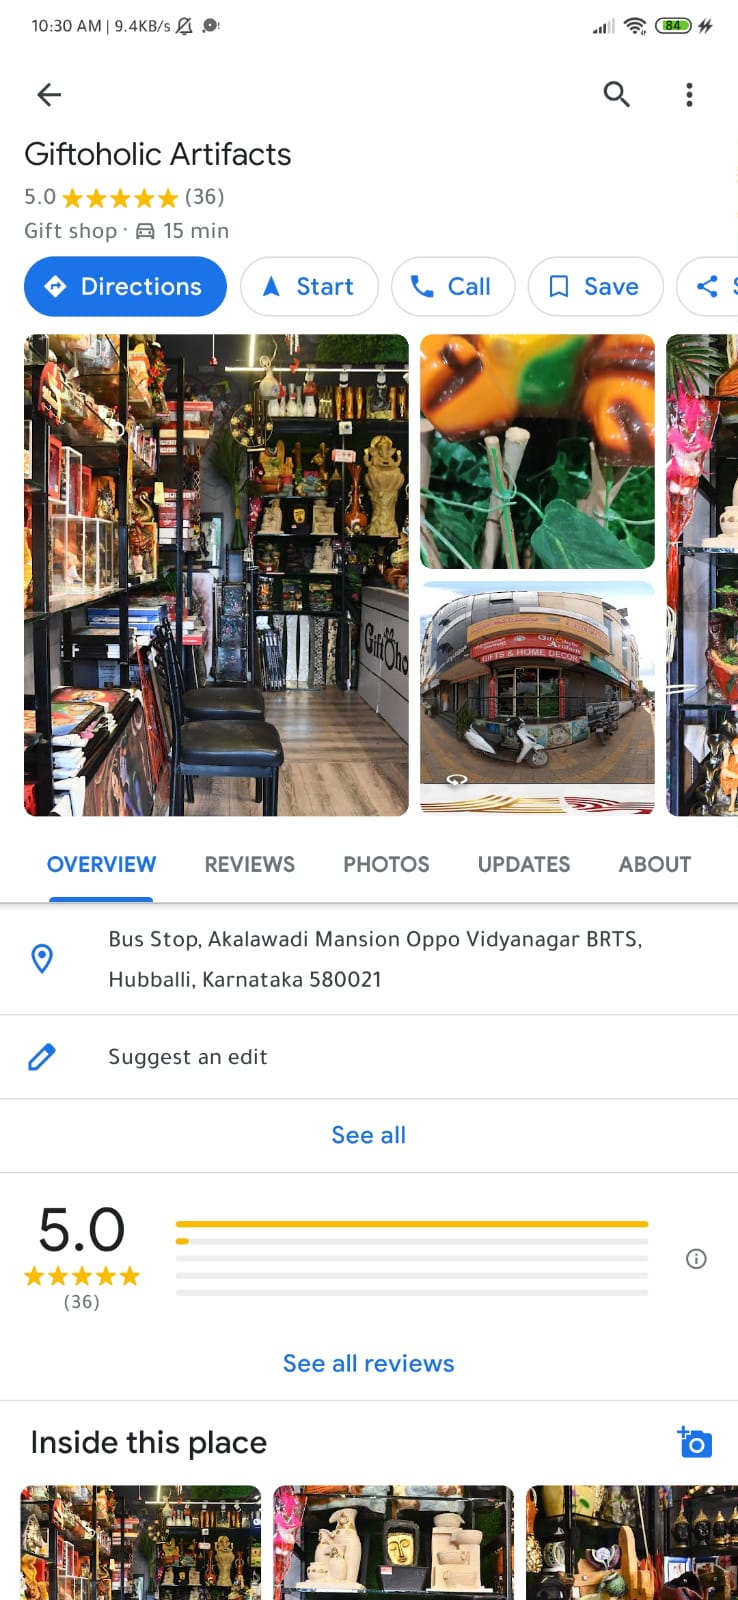 10:30 AM | 9.4KB/s
84
Giftoholic Artifacts
5.0 (36)
Gift shop · 15 min
Directions
Start
Call
Save
GIFTS & HOME DECOR
OVERVIEW
REVIEWS
PHOTOS
UPDATES
ABOUT
Bus Stop, Akalawadi Mansion Oppo Vidyanagar BRTS,
Hubballi, Karnataka 580021
Suggest an edit
See all
5.0
(36)
See all reviews
Inside this place